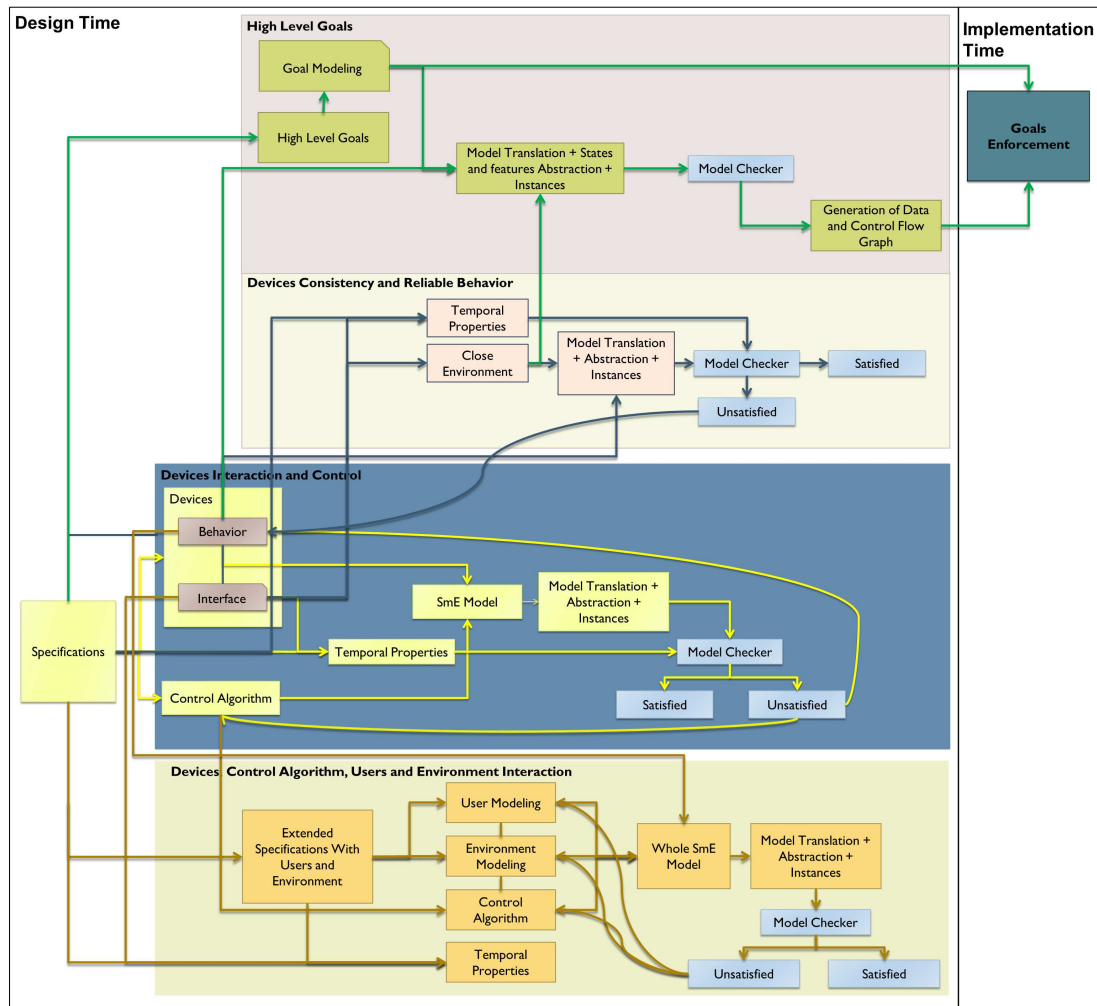 Design Time
Implementation
Time
High Level Goals
Goal Modeling
High Level Goals
Goals
Enforcement
Model Translation + States
and features Abstraction +
Instances
Model Checker
Generation of Data
and Control Flow
Graph
Devices Consistency and Reliable Behavior
Temporal
Properties
Close
Environment
Model Translation
+ Abstraction +
Instances
Model Checker
Satisfied
Unsatisfied
Devices Interaction and Control
Devices
Behavior
Interface
Specifications
SmE Model
Model Translation +
Abstraction +
Instances
Temporal Properties
Model Checker
Control Algorithm
Satisfied
Unsatisfied
Devices, Control Algorithm, Users and Environment Interaction
Extended
Specifications With
Users and
Environment
User Modeling
Environment
Modeling
Control
Algorithm
Temporal
Properties
Whole SmE
Model
Model Translation +
Abstraction +
Instances
Model Checker
Unsatisfied
Satisfied